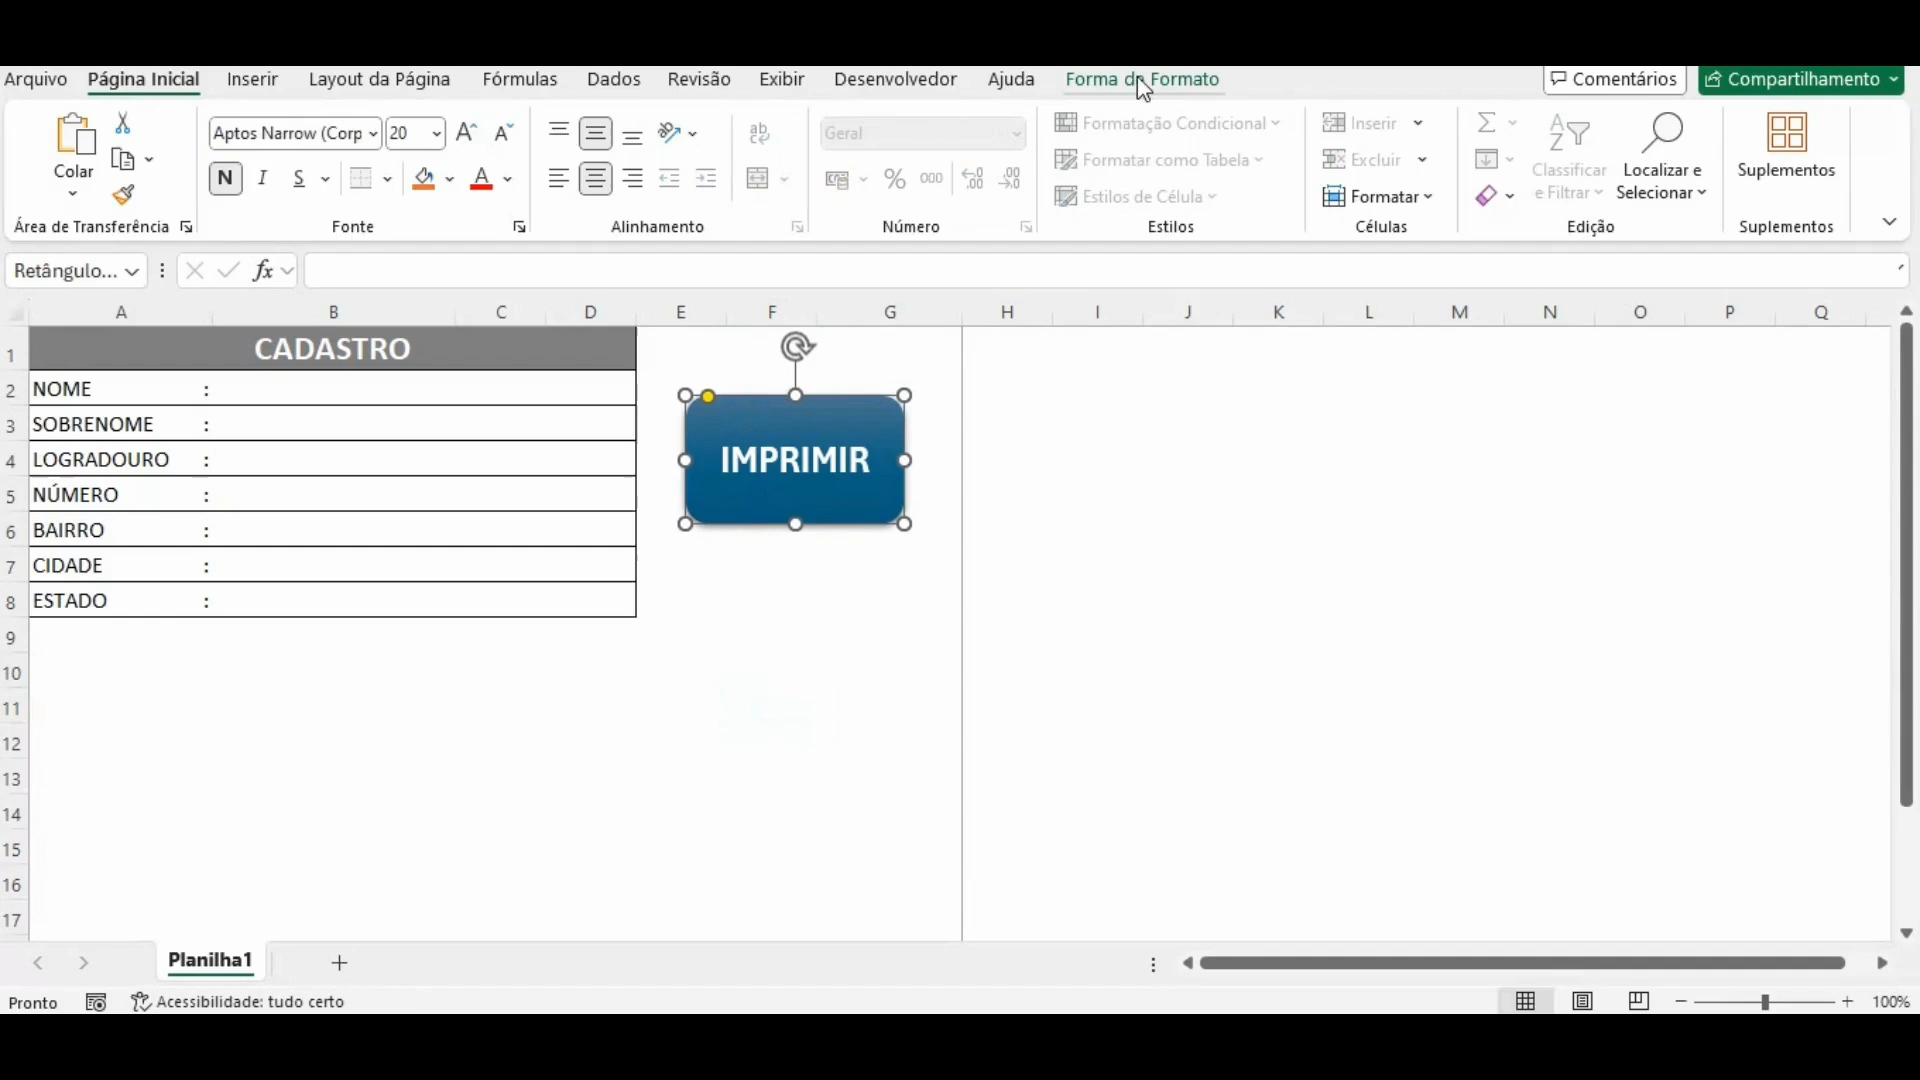 Arquivo Página Inicial Inserir Layout da Página Fórmulas Dados Revisão Exibir Desenvolvedor Ajuda Forma de Formato Comentários Compartilhamento
Colar
Área de Transferência
Aptos Narrow (Corp 20
N I S A
Fonte
ab
Alinhamento
Geral
% 000
Número
Formatação Condicional
Formatar como Tabela
Estilos de Célula
Estilos
Inserir
Excluir
Formatar
Células
Classificar
e Filtrar
Localizar e
Selecionar
Edição
Suplementos
Suplementos
Retângulo... fx
A B C D E F G H I J K L M N O P Q
1 CADASTRO
2 NOME :
3 SOBRENOME :
4 LOGRADOURO :
5 NÚMERO :
6 BAIRRO :
7 CIDADE :
8 ESTADO :
IMPRIMIR
9
10
11
12
13
14
15
16
17
Planilha1
Pronto Acessibilidade: tudo certo 100%